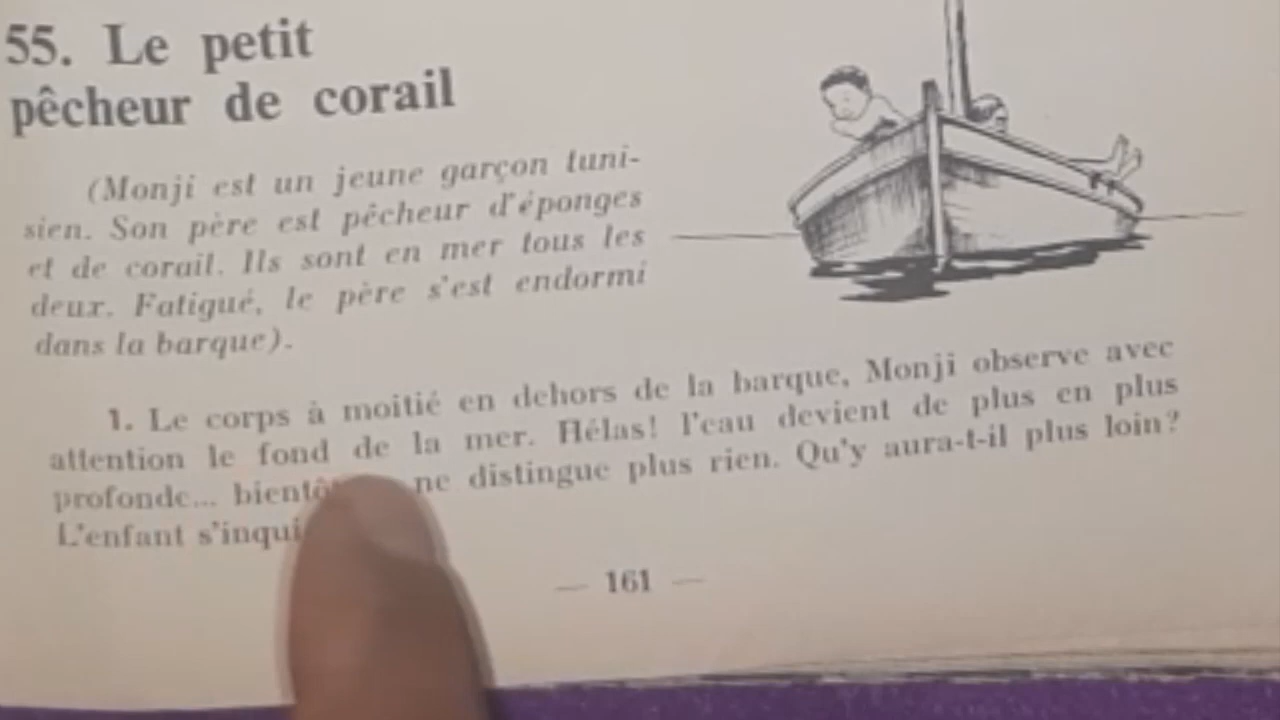 55. Le petit
pêcheur de corail
(Monji est un jeune garçon tuni-
sien. Son père est pêcheur d'éponges
et de corail. Ils sont en mer tous les
deux. Fatigué, le père s'est endormi
dans la barque).
1. Le corps à moitié en dehors de la barque, Monji observe avec
attention le fond de la mer. Hélas! l'eau devient de plus en plus
profonde... ne distingue plus rien. Qu'y aura-t-il plus loin?
L'enfant
— 161 —